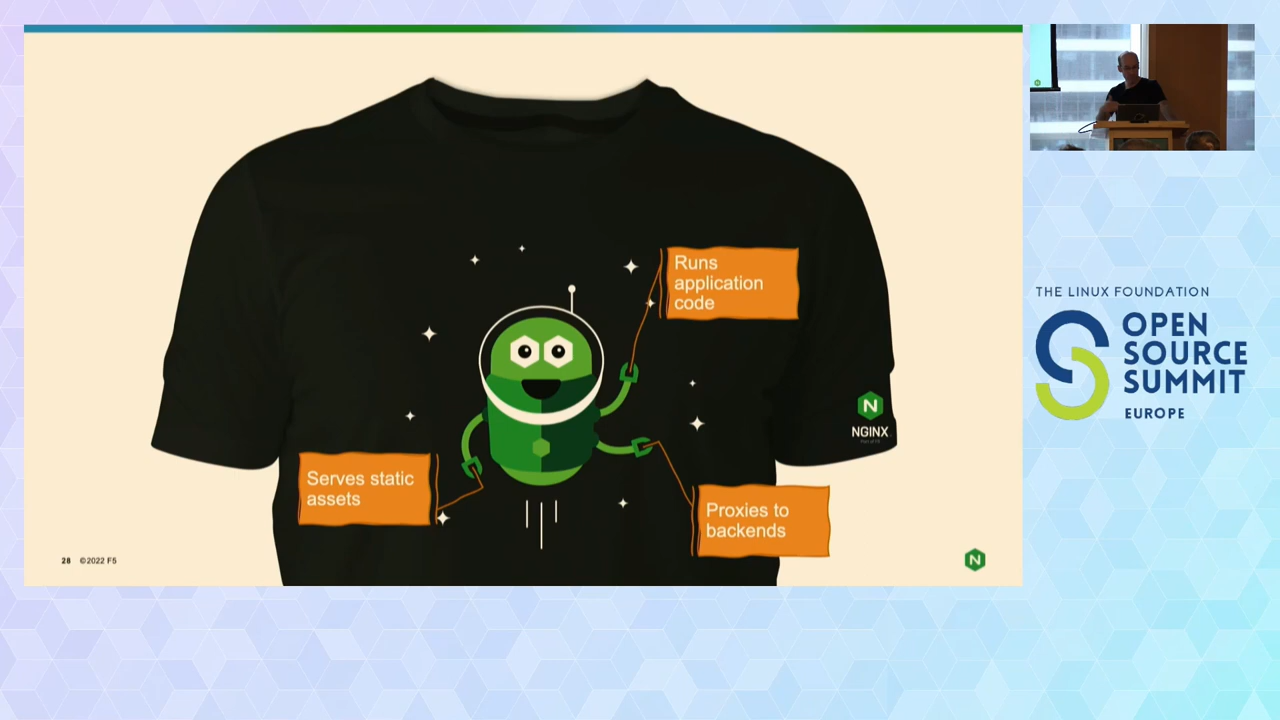 Runs
application
code
N
NGINX
Serves static
assets
Proxies to
backends
28 ©2022 F5
N
THE LINUX FOUNDATION
OPEN
SOURCE
SUMMIT
EUROPE